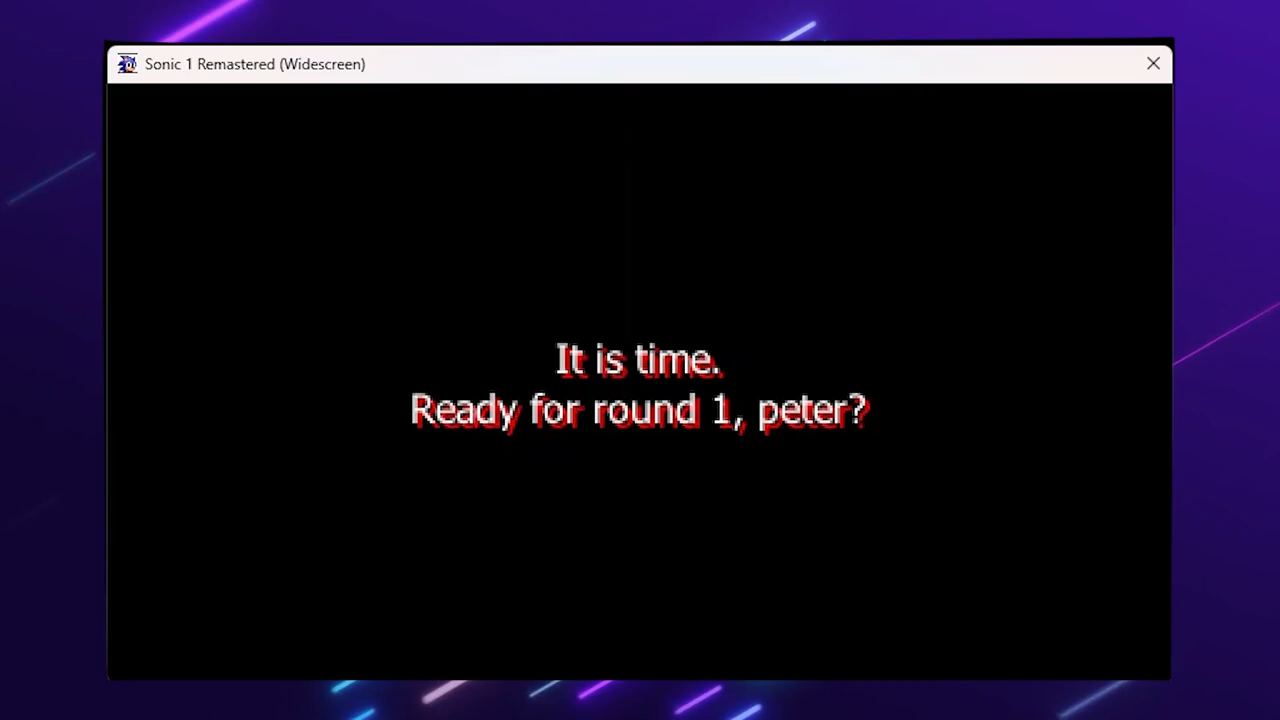 Sonic 1 Remastered (Widescreen)
It is time.
Ready for round 1, peter?